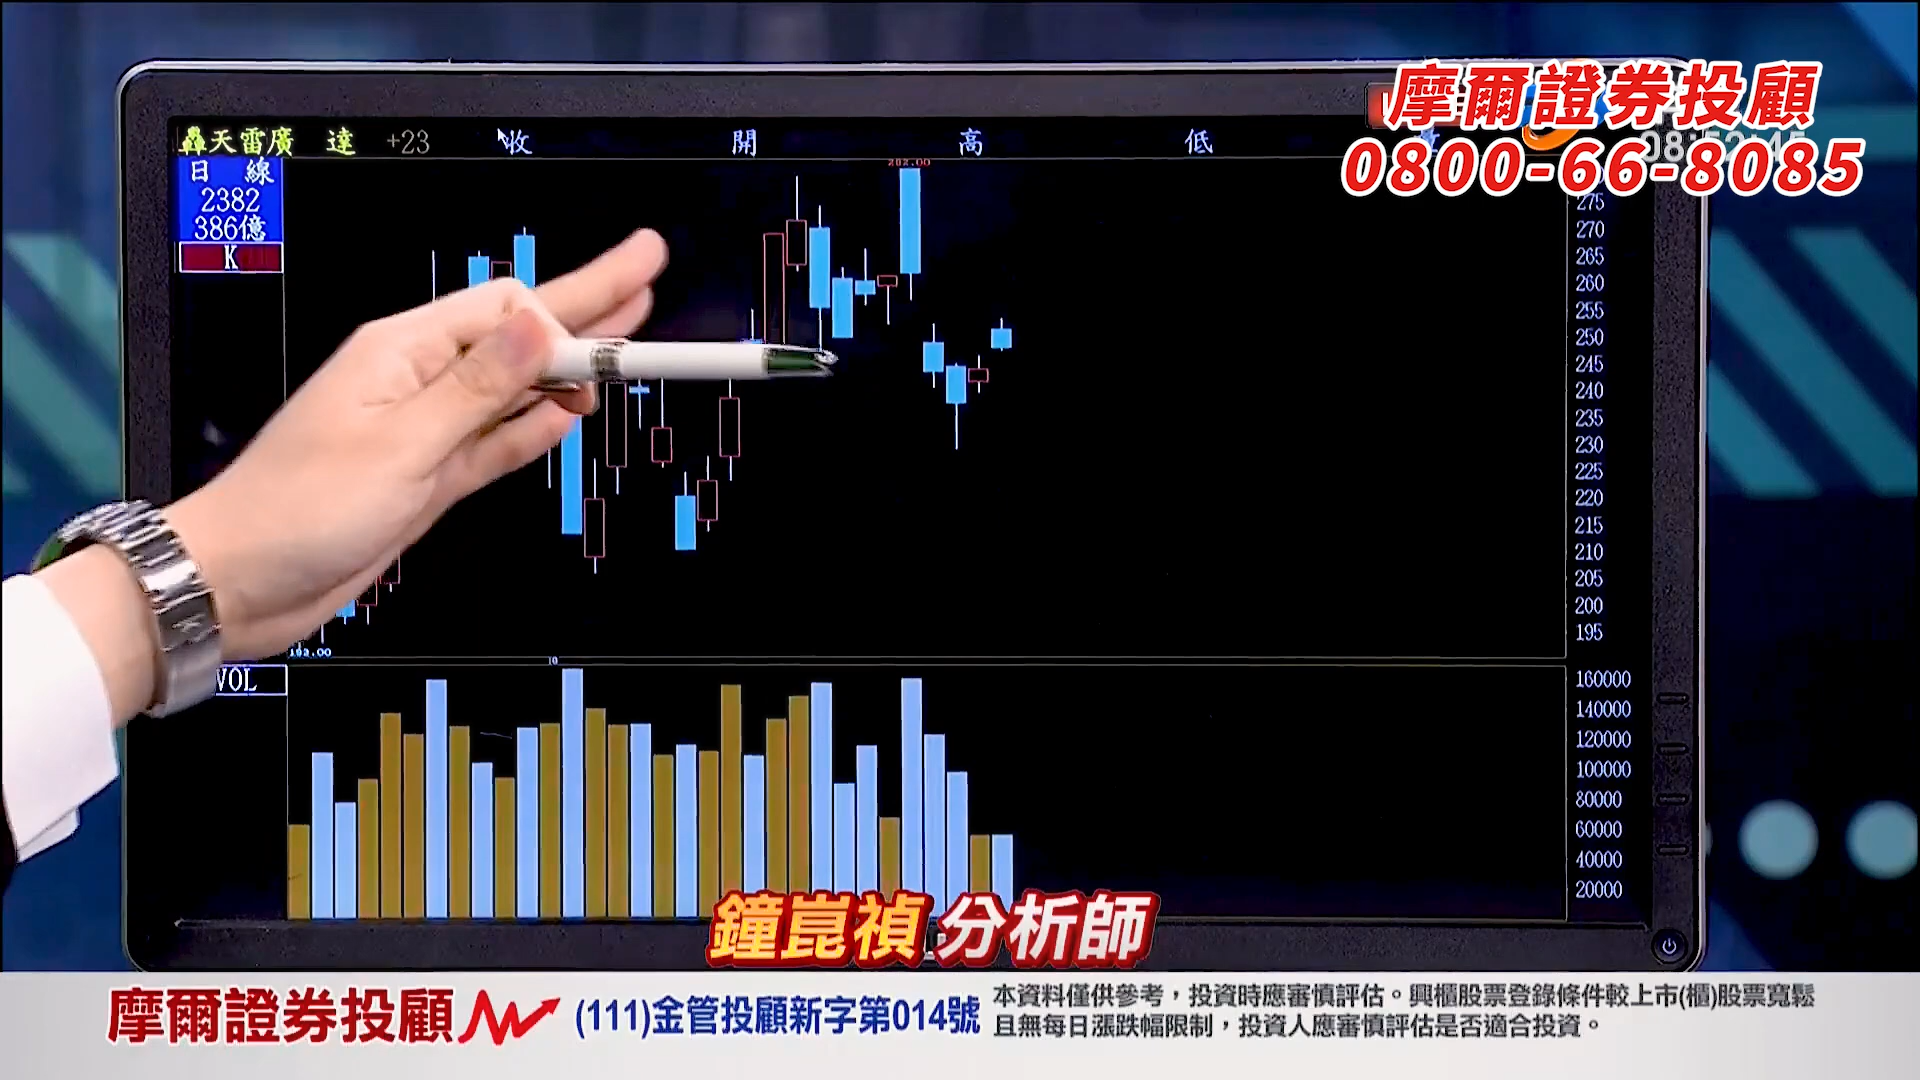 摩爾證券投顧
0800-66-8085
轟天雷廣 達 +23 收 開 高 低
日 線
2382
386億
K
282.00
275
270
265
260
255
250
245
240
235
230
225
220
215
210
205
200
195
VOL
160000
140000
120000
100000
80000
60000
40000
20000
鐘崑禎 分析師
摩爾證券投顧 (111)金管投顧新字第014號
本資料僅供參考，投資時應審慎評估。興櫃股票登錄條件較上市(櫃)股票寬鬆
且無每日漲跌幅限制，投資人應審慎評估是否適合投資。